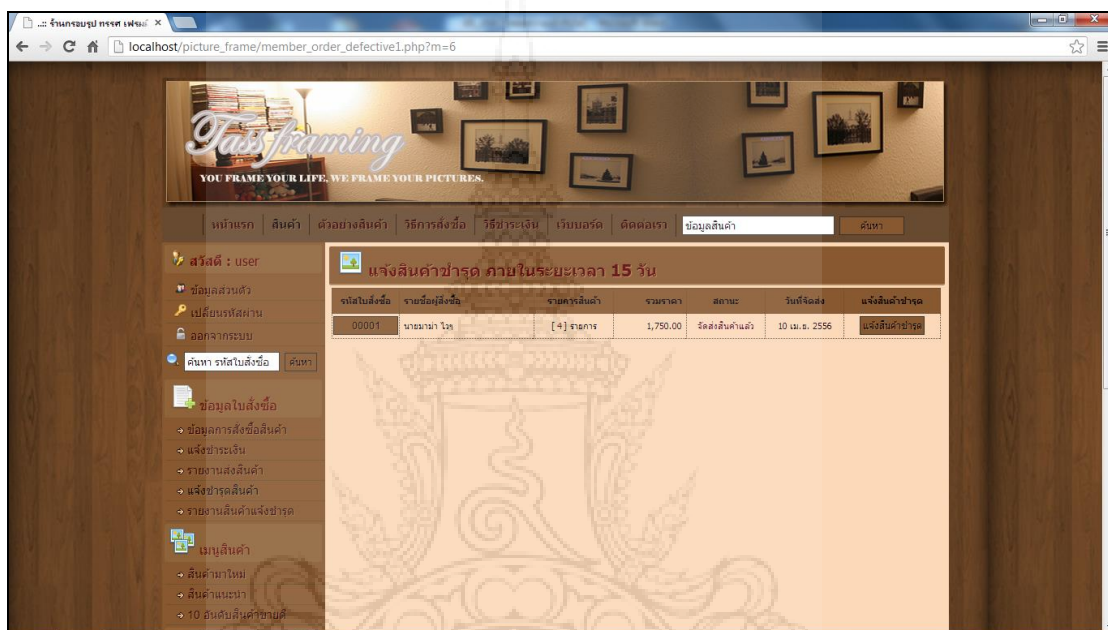 ..:: ร้านกรอบรูป ทรรศ เฟรม
localhost/picture_frame/member_order_defective1.php?m=6
Tass framing
YOU FRAME YOUR LIFE, WE FRAME YOUR PICTURES.
หน้าแรก สินค้า ตัวอย่างสินค้า วิธีการสั่งซื้อ วิธีชำระเงิน เว็บบอร์ด ติดต่อเรา ข้อมูลสินค้า ค้นหา
สวัสดี : user
ข้อมูลส่วนตัว
เปลี่ยนรหัสผ่าน
ออกจากระบบ
ค้นหา รหัสใบสั่งซื้อ ค้นหา
ข้อมูลใบสั่งซื้อ
ข้อมูลการสั่งซื้อสินค้า
แจ้งชำระเงิน
รายงานส่งสินค้า
แจ้งชำรุดสินค้า
รายงานสินค้าแจ้งชำรุด
เมนูสินค้า
สินค้ามาใหม่
สินค้าแนะนำ
10 อันดับสินค้าขายดี
แจ้งสินค้าชำรุด ภายในระยะเวลา 15 วัน
รหัสใบสั่งซื้อ รายชื่อผู้สั่งซื้อ รายการสินค้า รวมราคา สถานะ วันที่จัดส่ง แจ้งสินค้าชำรุด
00001 นายมาม่า ไวๆ [ 4 ] รายการ 1,750.00 จัดส่งสินค้าแล้ว 10 เม.ย. 2556 แจ้งสินค้าชำรุด